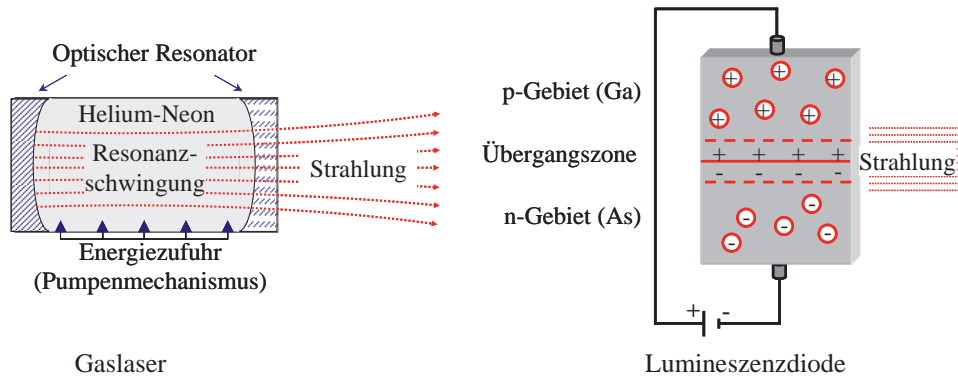 Optischer Resonator
Helium-Neon
Resonanz-
schwingung
Strahlung
Energiezufuhr
(Pumpenmechanismus)
Gaslaser
p-Gebiet (Ga)
Übergangszone
n-Gebiet (As)
+ + +
+ + +
+ + + +
- - - -
- -
- - -
Strahlung
+ -
Lumineszenzdiode